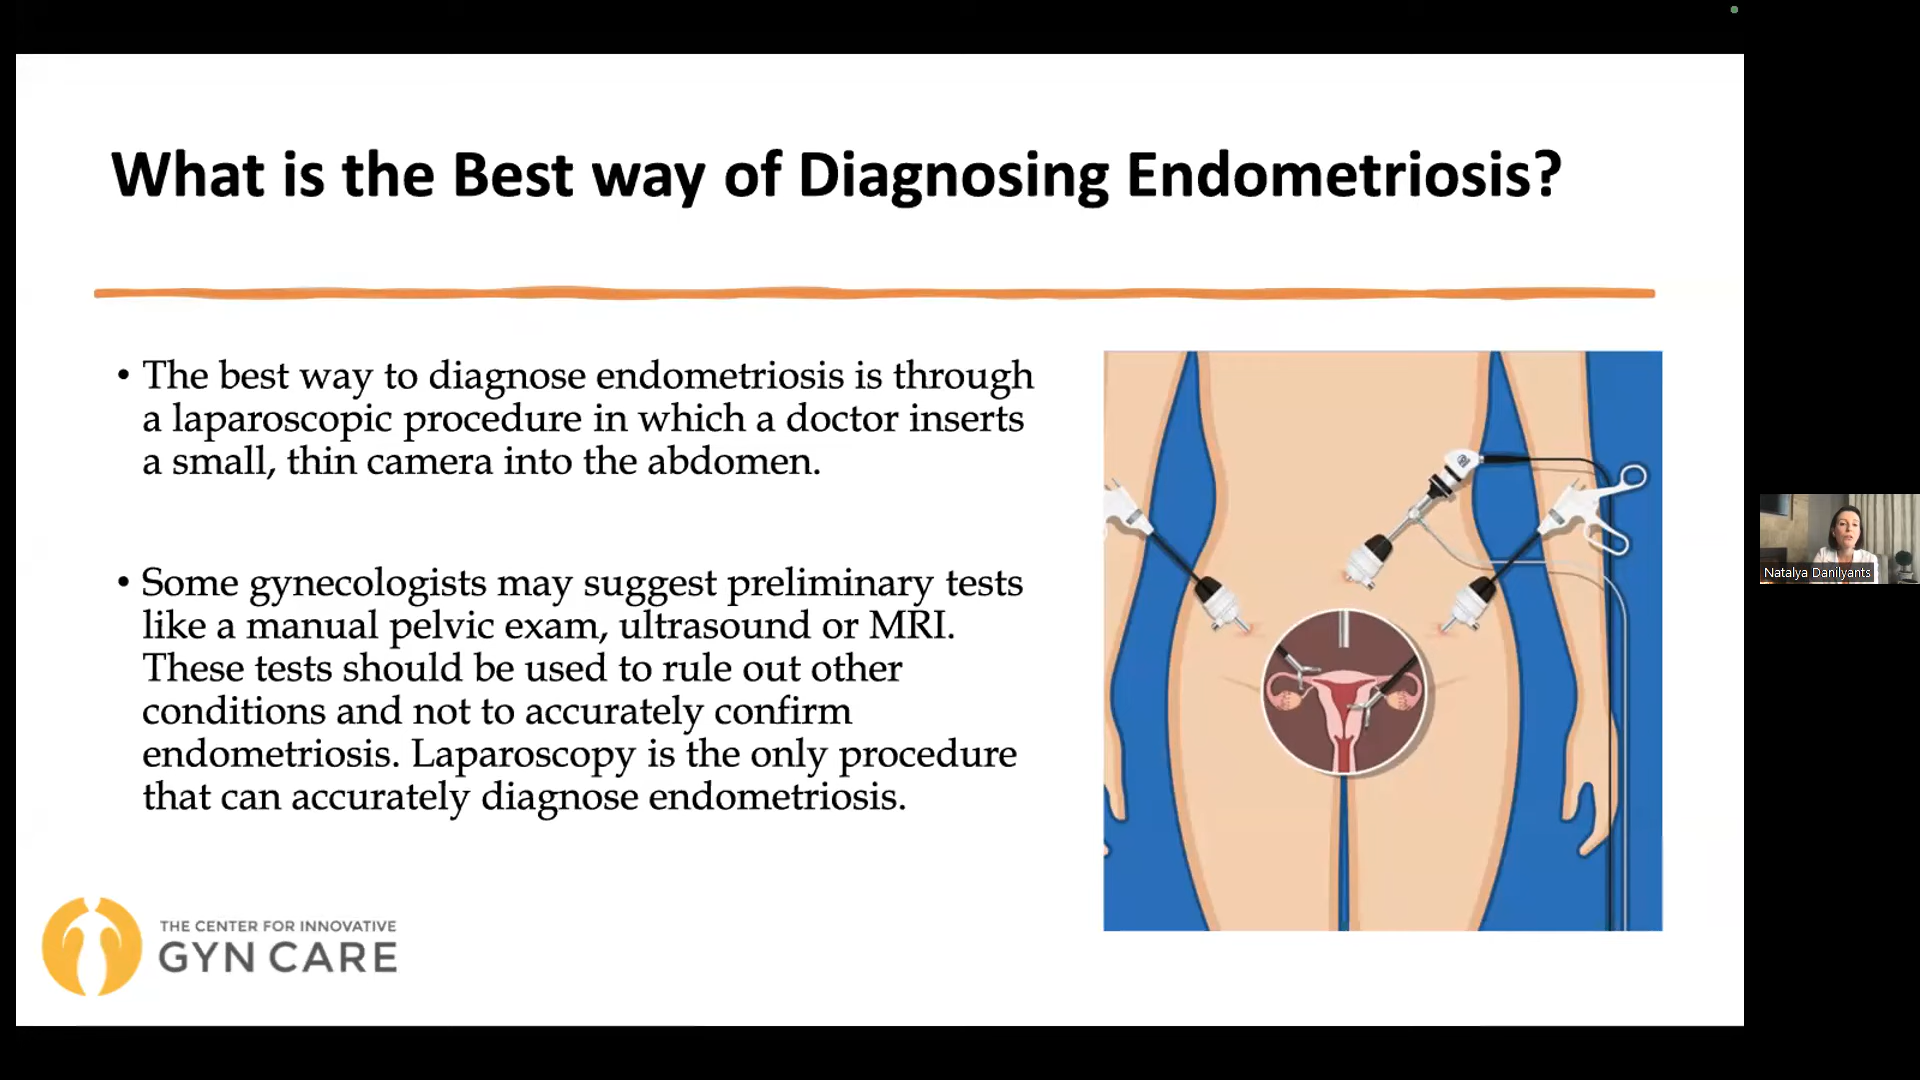 What is the Best way of Diagnosing Endometriosis?
• The best way to diagnose endometriosis is through
a laparoscopic procedure in which a doctor inserts
a small, thin camera into the abdomen.
• Some gynecologists may suggest preliminary tests
like a manual pelvic exam, ultrasound or MRI.
These tests should be used to rule out other
conditions and not to accurately confirm
endometriosis. Laparoscopy is the only procedure
that can accurately diagnose endometriosis.
THE CENTER FOR INNOVATIVE
GYN CARE
Natalya Danilyants